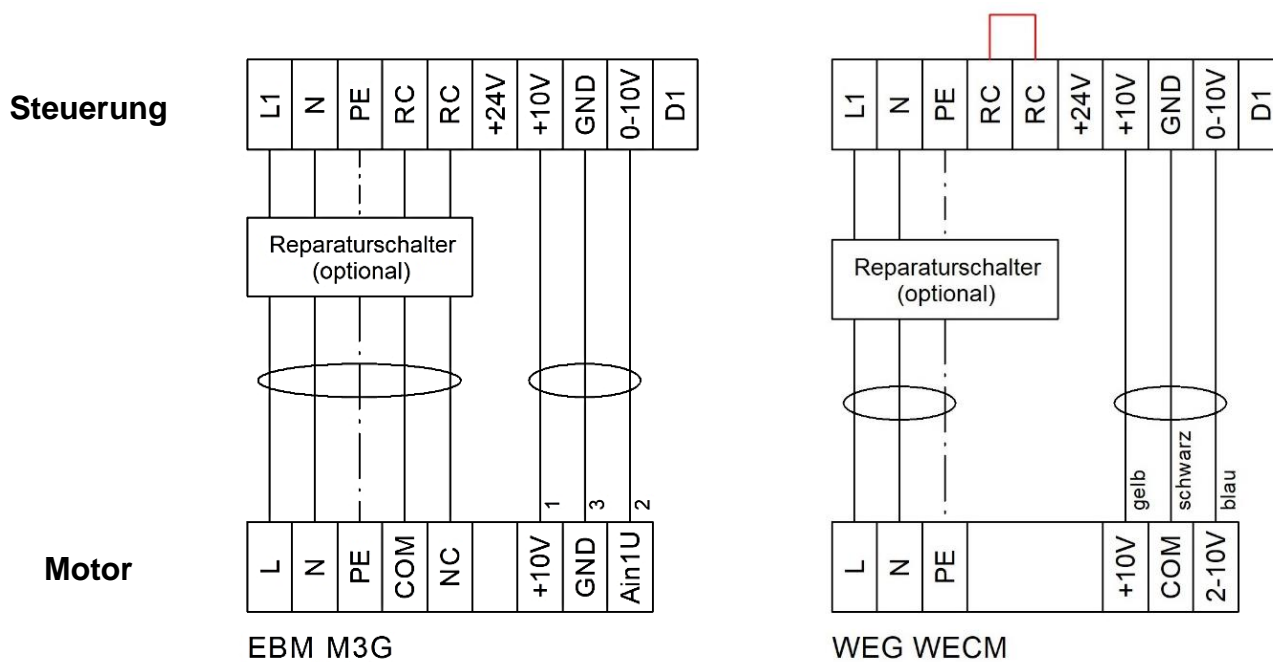 Steuerung
L1 N PE RC RC +24V +10V GND 0-10V D1
Reparaturschalter
(optional)
1 3 2
Motor
L N PE COM NC +10V GND Ain1U
EBM M3G
L1 N PE RC RC +24V +10V GND 0-10V D1
Reparaturschalter
(optional)
gelb schwarz blau
L N PE +10V COM 2-10V
WEG WECM